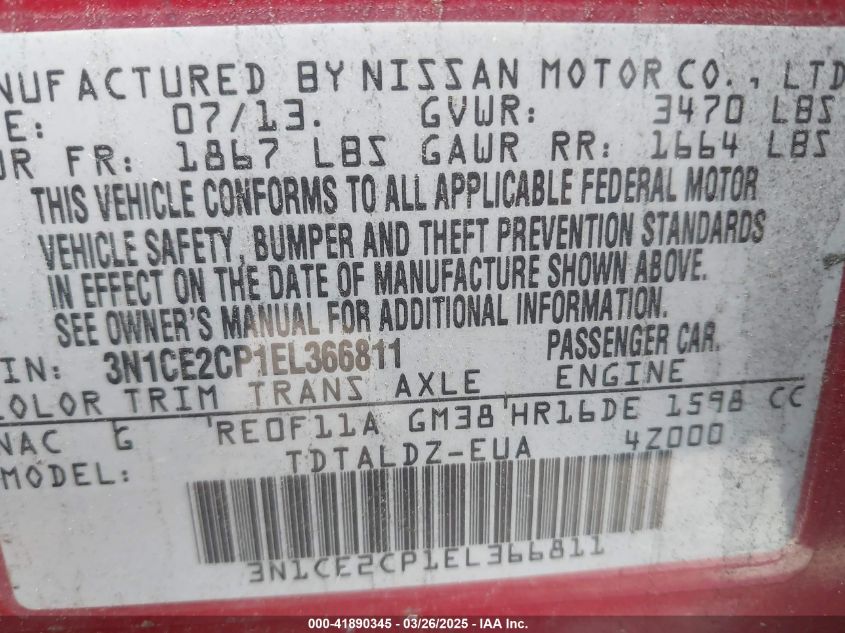 NUFACTURED BY NISSAN MOTOR CO., LTD
E: 07/13. GVWR: 3470 LBS
WR FR: 1867 LBS GAWR RR: 1664 LBS
THIS VEHICLE CONFORMS TO ALL APPLICABLE FEDERAL MOTOR
VEHICLE SAFETY, BUMPER AND THEFT PREVENTION STANDARDS
IN EFFECT ON THE DATE OF MANUFACTURE SHOWN ABOVE.
SEE OWNER'S MANUAL FOR ADDITIONAL INFORMATION.
IN: 3N1CE2CP1EL366811 PASSENGER CAR.
COLOR TRIM TRANS AXLE ENGINE
NAC G RE0F11A GM38 HR16DE 1598 CC
MODEL: TDTALDZ-EUA 4Z000
3N1CE2CP1EL366811
000-41890345 | 03/26/2025 - IAA Inc.